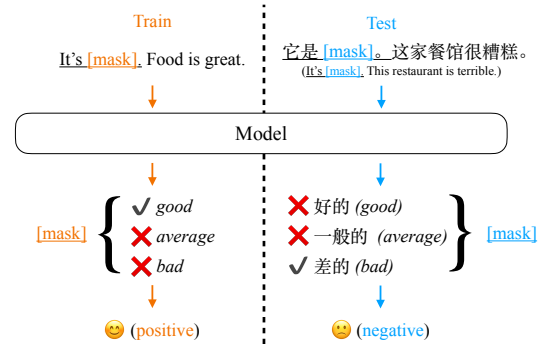 Train
Test
It's [mask]. Food is great.
它是 [mask]。这家餐馆很糟糕。
(It's [mask]. This restaurant is terrible.)
Model
[mask]
good
average
bad
好的 (good)
一般的 (average)
差的 (bad)
[mask]
(positive)
(negative)